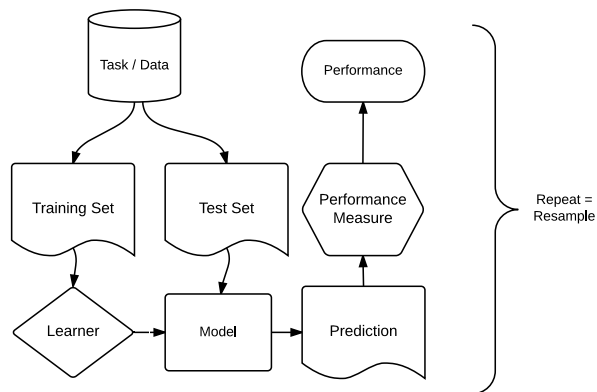 Task / Data
Performance
Training Set
Test Set
Performance
Measure
Repeat =
Resample
Learner
Model
Prediction